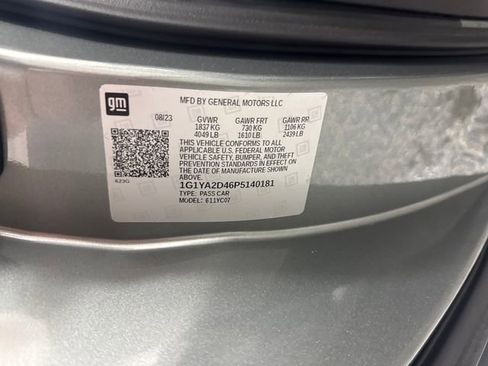 gm
MFD BY GENERAL MOTORS LLC
08/23 GVWR GAWR FRT GAWR RR
1837 KG 730 KG 1106 KG
4049 LB 1610 LB 2439 LB
THIS VEHICLE CONFORMS TO ALL
APPLICABLE U.S. FEDERAL MOTOR
VEHICLE SAFETY, BUMPER, AND THEFT
PREVENTION STANDARDS IN EFFECT ON
THE DATE OF MANUFACTURE SHOWN
ABOVE.
1G1YA2D46P5140181
TYPE: PASS CAR
MODEL: 611YC07